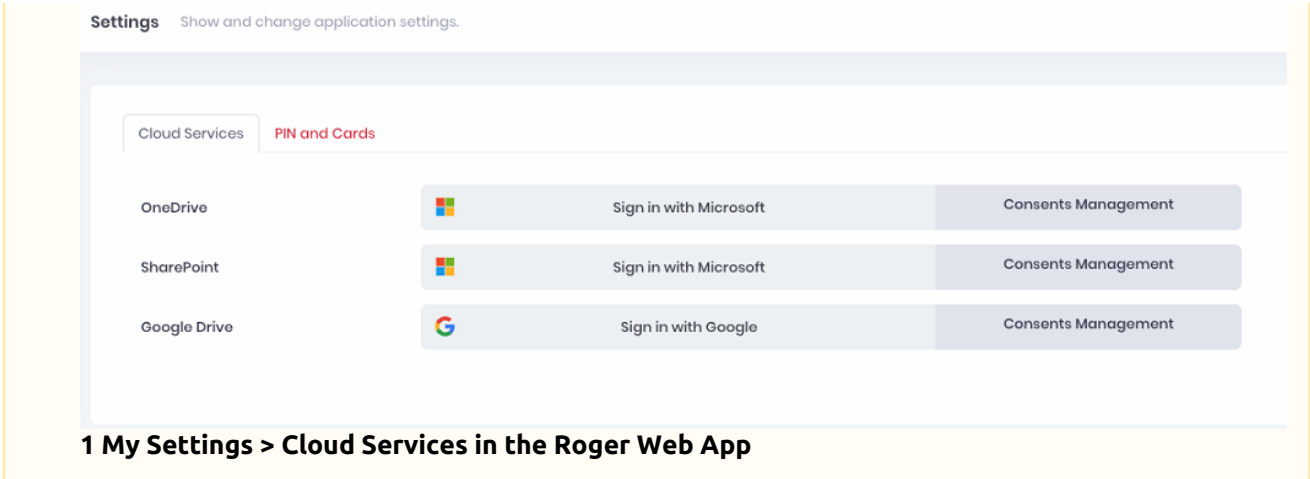 Settings Show and change application settings.
Cloud Services PIN and Cards
OneDrive Sign in with Microsoft Consents Management
SharePoint Sign in with Microsoft Consents Management
Google Drive Sign in with Google Consents Management
1 My Settings > Cloud Services in the Roger Web App